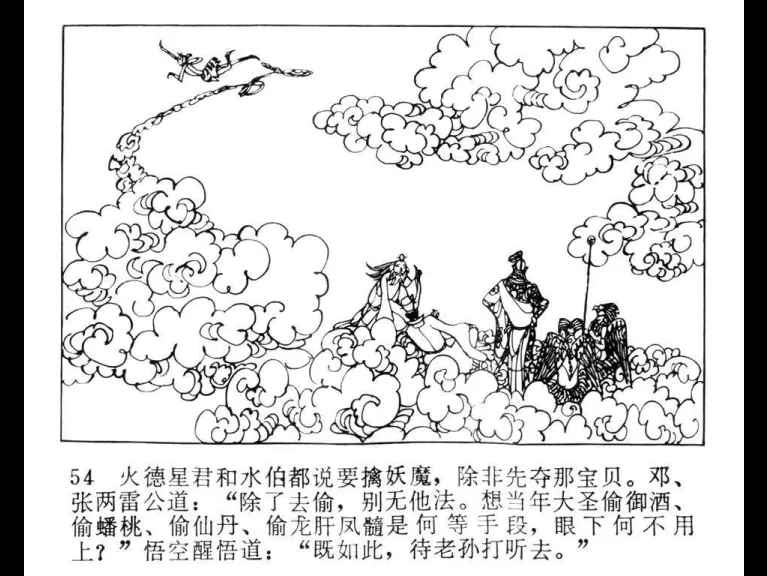 54 火德星君和水伯都说要擒妖魔，除非先夺那宝贝。邓、
张两雷公道：“除了去偷，别无他法。想当年大圣偷御酒、
偷蟠桃、偷仙丹、偷龙肝凤髓是何等手段，眼下何不用
上？”悟空醒悟道：“既如此，待老孙打听去。”